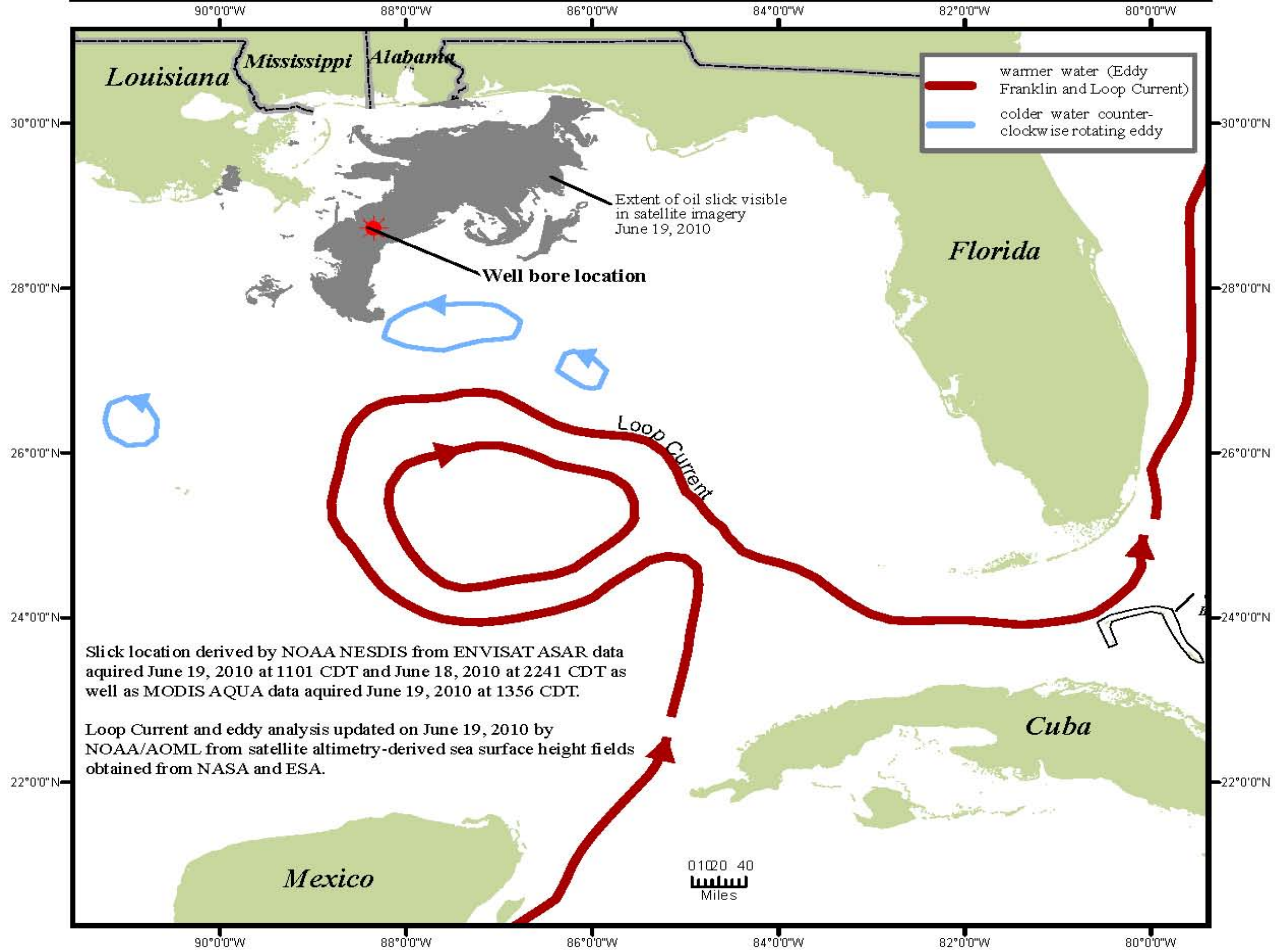 90°0'0"W
88°0'0"W
86°0'0"W
84°0'0"W
82°0'0"W
80°0'0"W
Louisiana
Mississippi
Alabama
warmer water (Eddy
Franklin and Loop Current)
colder water counter-
clockwise rotating eddy
30°0'0"N
30°0'0"N
Extent of oil slick visible
in satellite imagery
June 19, 2010
Florida
Well bore location
28°0'0"N
28°0'0"N
Loop Current
26°0'0"N
26°0'0"N
24°0'0"N
24°0'0"N
Slick location derived by NOAA NESDIS from ENVISAT ASAR data
aquired June 19, 2010 at 1101 CDT and June 18, 2010 at 2241 CDT as
well as MODIS AQUA data aquired June 19, 2010 at 1356 CDT.
Loop Current and eddy analysis updated on June 19, 2010 by
NOAA/AOML from satellite altimetry-derived sea surface height fields
obtained from NASA and ESA.
Cuba
22°0'0"N
22°0'0"N
Mexico
0 10 20 40
Miles
90°0'0"W
88°0'0"W
86°0'0"W
84°0'0"W
82°0'0"W
80°0'0"W